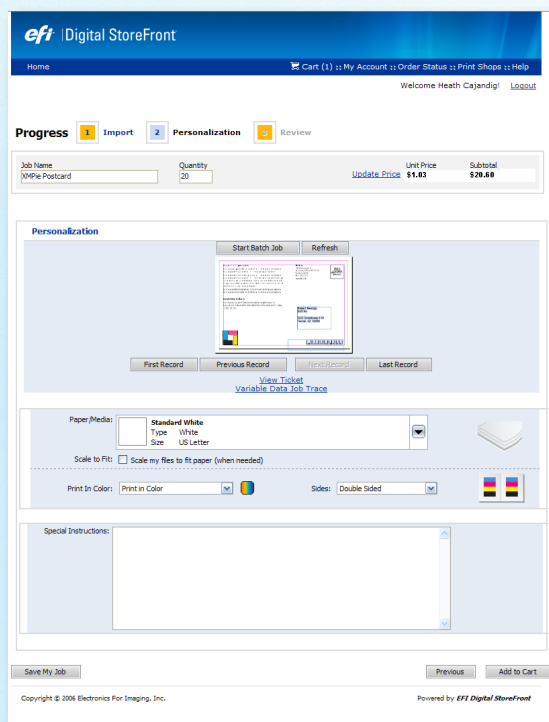 efi Digital StoreFront
Home Cart (1) :: My Account :: Order Status :: Print Shops :: Help
Welcome Heath Cajandig! Logout
Progress 1 Import 2 Personalization 3 Review
Job Name Quantity Unit Price Subtotal
XMPie Postcard 20 Update Price $1.03 $20.60
Personalization
Start Batch Job Refresh
First Record Previous Record Next Record Last Record
View Ticket
Variable Data Job Trace
Paper/Media: Standard White
Type White
Size US Letter
Scale to Fit: Scale my files to fit paper (when needed)
Print In Color: Print in Color Sides: Double Sided
Special Instructions:
Save My Job Previous Add to Cart
Copyright © 2006 Electronics For Imaging, Inc. Powered by EFI Digital StoreFront